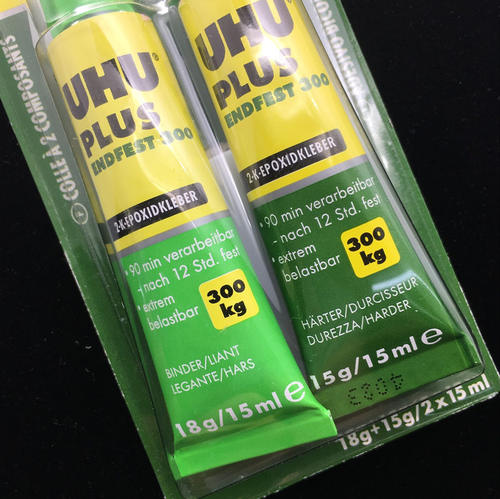 UHU®
PLUS
ENDFEST 300
2-K-EPOXIDKLEBER
• 90 min verarbeitbar
- nach 12 Std. fest
• extrem
belastbar
300
kg
BINDER/LIANT
LEGANTE/HARS
18g/15ml e
UHU
PLUS
ENDFEST 300
2-K-EPOXIDKLEBER
• 90 min verarbeitbar
- nach 12 Std. fest
• extrem
belastbar
300
kg
HÄRTER/DURCISSEUR
DUREZZA/HARDER
15g/15ml e
18g+15g/2x15ml
F COLLE À 2 COMPOSANTS